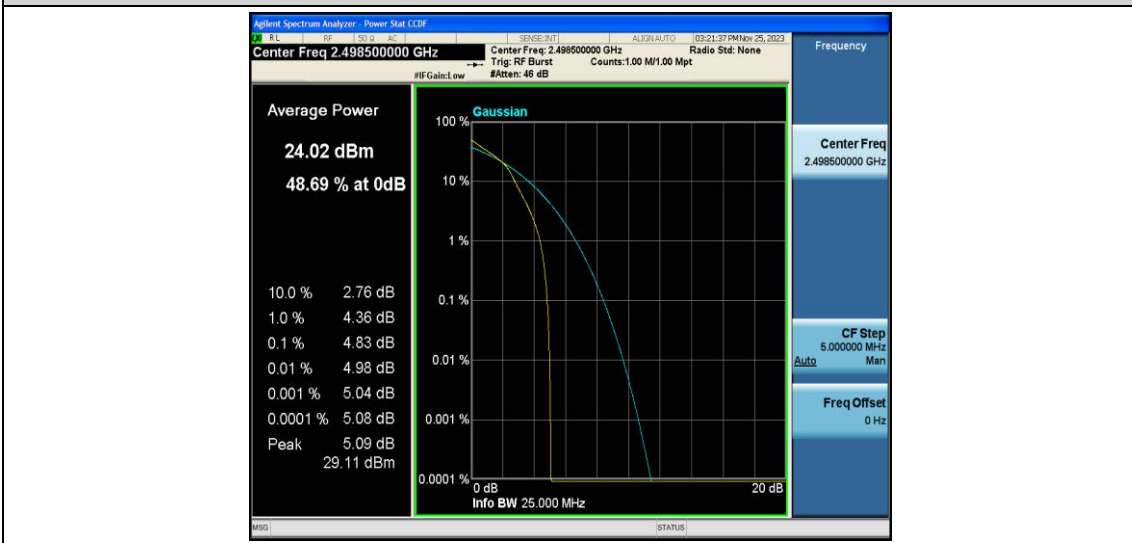 Agilent Spectrum Analyzer - Power Stat CCDF
LXI RL RF 50 Ω AC SENSE:INT ALIGN AUTO 03:21:37 PM Nov 25, 2023
Center Freq 2.498500000 GHz
Center Freq: 2.498500000 GHz Radio Std: None
Trig: RF Burst Counts:1.00 M/1.00 Mpt
#IFGain:Low #Atten: 46 dB
Frequency
Average Power
24.02 dBm
48.69 % at 0dB
10.0 % 2.76 dB
1.0 % 4.36 dB
0.1 % 4.83 dB
0.01 % 4.98 dB
0.001 % 5.04 dB
0.0001 % 5.08 dB
Peak 5.09 dB
29.11 dBm
Gaussian
100 %
10 %
1 %
0.1 %
0.01 %
0.001 %
0.0001 %
0 dB 20 dB
Info BW 25.000 MHz
Center Freq
2.498500000 GHz
CF Step
5.000000 MHz
Auto Man
Freq Offset
0 Hz
MSG STATUS